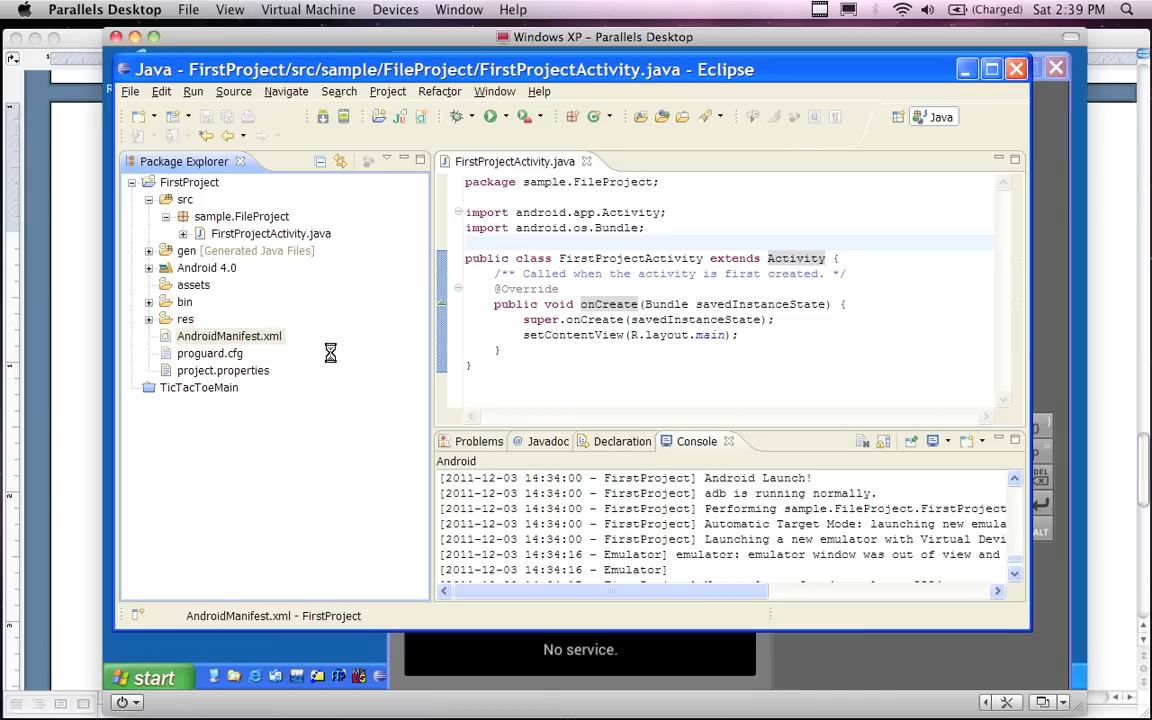 Parallels Desktop File View Virtual Machine Devices Window Help (Charged) Sat 2:39 PM
Windows XP - Parallels Desktop
Java - FirstProject/src/sample/FileProject/FirstProjectActivity.java - Eclipse
File Edit Run Source Navigate Search Project Refactor Window Help
Java
Package Explorer
FirstProject
src
sample.FileProject
FirstProjectActivity.java
gen [Generated Java Files]
Android 4.0
assets
bin
res
AndroidManifest.xml
proguard.cfg
project.properties
TicTacToeMain
FirstProjectActivity.java
package sample.FileProject;
import android.app.Activity;
import android.os.Bundle;
public class FirstProjectActivity extends Activity {
/** Called when the activity is first created. */
@Override
public void onCreate(Bundle savedInstanceState) {
super.onCreate(savedInstanceState);
setContentView(R.layout.main);
}
}
Problems @ Javadoc Declaration Console
Android
[2011-12-03 14:34:00 - FirstProject] Android Launch!
[2011-12-03 14:34:00 - FirstProject] adb is running normally.
[2011-12-03 14:34:00 - FirstProject] Performing sample.FileProject.FirstProject
[2011-12-03 14:34:00 - FirstProject] Automatic Target Mode: launching new emula
[2011-12-03 14:34:00 - FirstProject] Launching a new emulator with Virtual Devi
[2011-12-03 14:34:16 - Emulator] emulator: emulator window was out of view and
[2011-12-03 14:34:16 - Emulator]
DEL
ALT
AndroidManifest.xml - FirstProject
No service.
start